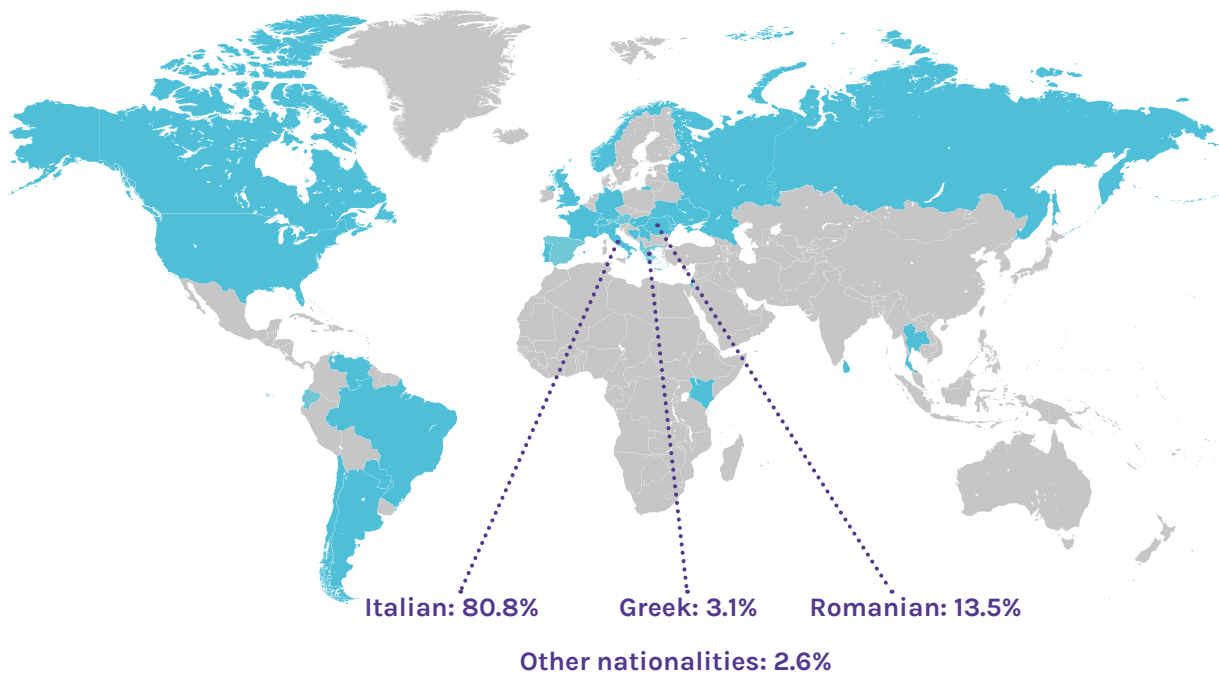 Italian: 80.8%
Greek: 3.1%
Romanian: 13.5%
Other nationalities: 2.6%